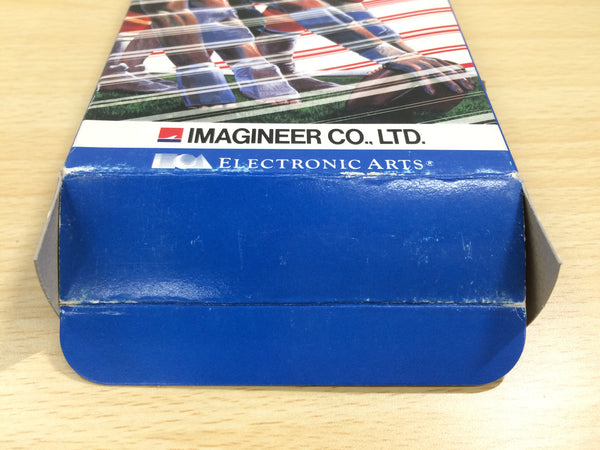 IMAGINEER CO., LTD.
ELECTRONIC ARTS®